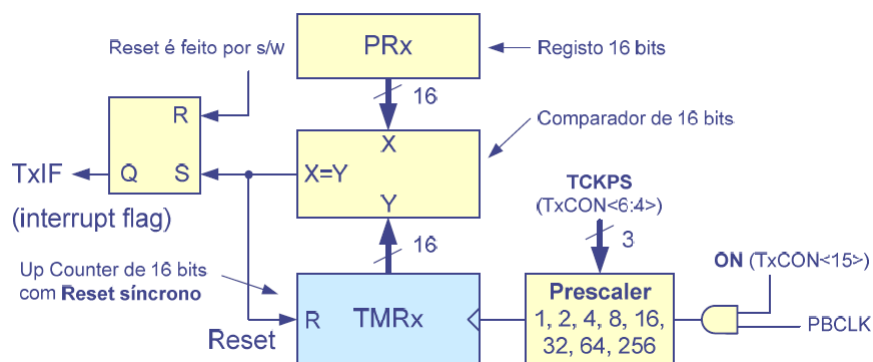 Reset é feito por s/w
PRx
Registo 16 bits
16
R
Comparador de 16 bits
X
TxIF
Q
S
X=Y
TCKPS
(TxCON<6:4>)
(interrupt flag)
Y
16
3
Up Counter de 16 bits
com Reset síncrono
ON (TxCON<15>)
Prescaler
R
TMRx
1, 2, 4, 8, 16,
32, 64, 256
PBCLK
Reset